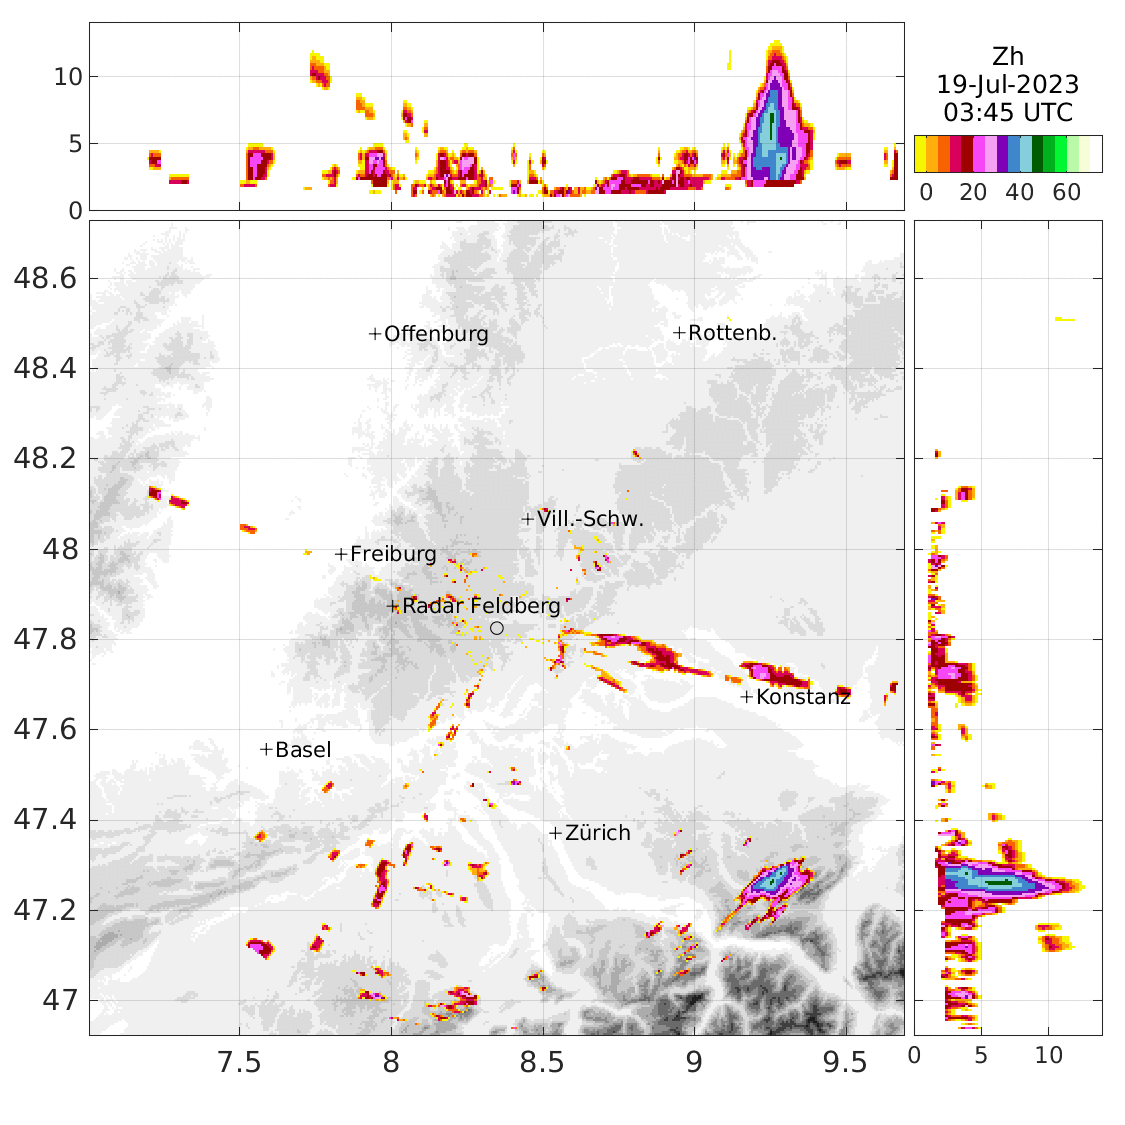 10
5
0
Zh
19-Jul-2023
03:45 UTC
0 20 40 60
48.6
48.4
48.2
48
47.8
47.6
47.4
47.2
47
+Offenburg
+Rottenb.
+Vill.-Schw.
+Freiburg
+Radar Feldberg
+Konstanz
+Basel
+Zürich
7.5 8 8.5 9 9.5
0 5 10